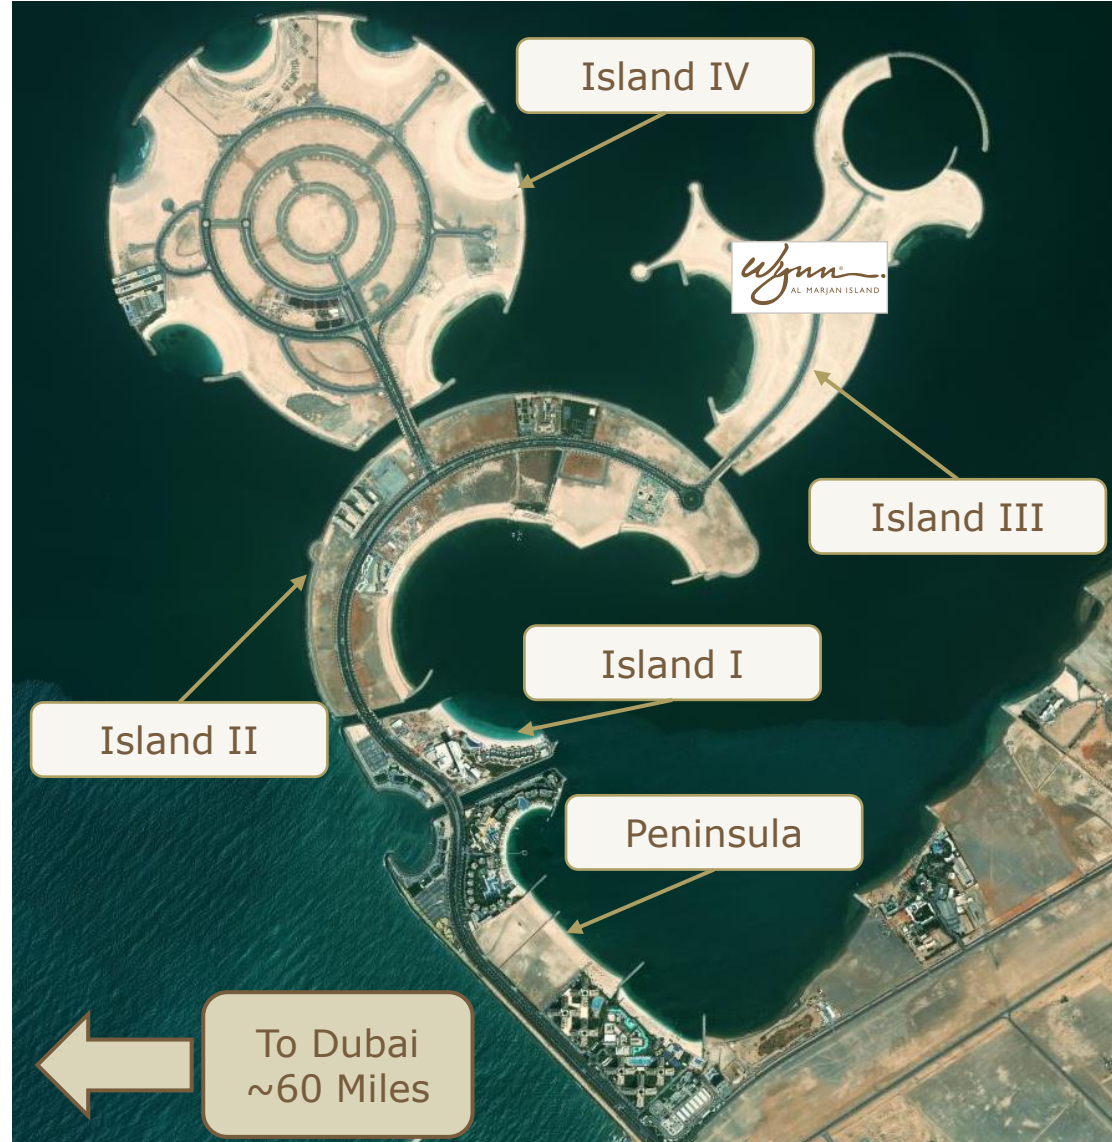 Island IV
Wynn
AL MARJAN ISLAND
Island III
Island I
Island II
Peninsula
To Dubai
~60 Miles